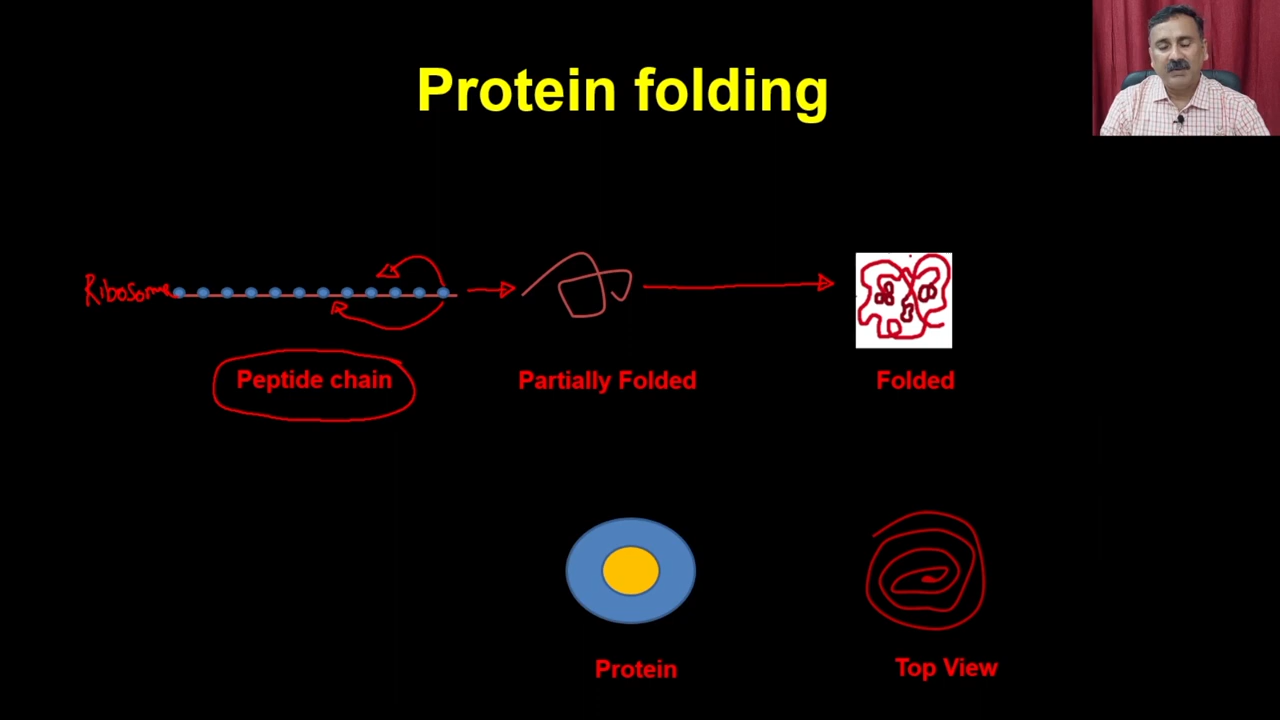 Protein folding
Ribosome
Peptide chain
Partially Folded
Folded
Protein
Top View